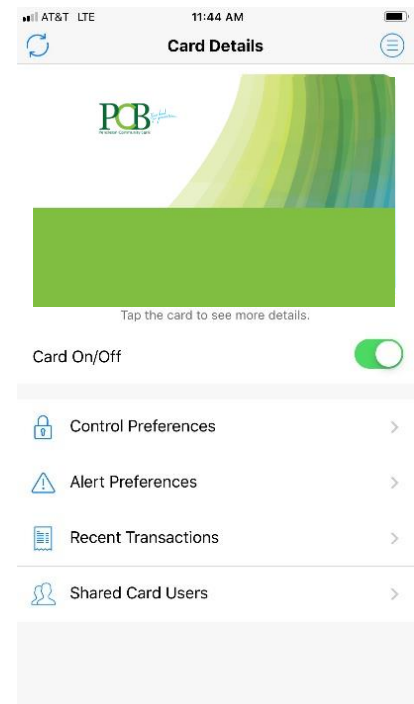 AT&T LTE 11:44 AM
Card Details
PCB
Tap the card to see more details.
Card On/Off
Control Preferences
Alert Preferences
Recent Transactions
Shared Card Users